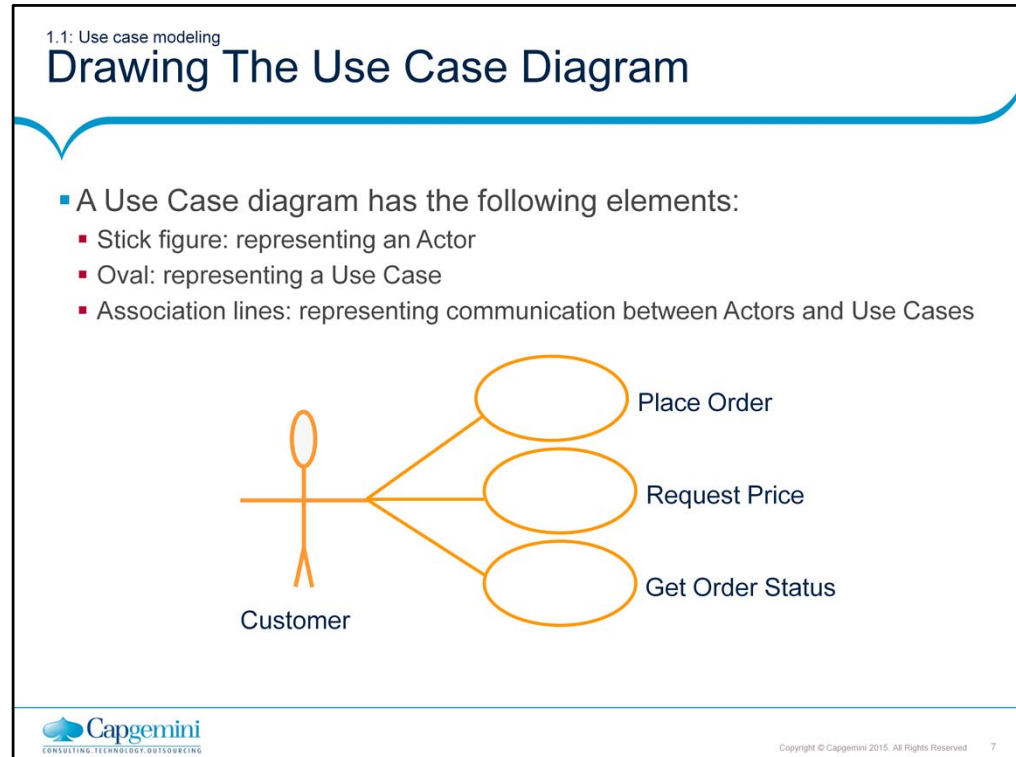 1.1: Use case modeling
Drawing The Use Case Diagram
A Use Case diagram has the following elements:
Stick figure: representing an Actor
Oval: representing a Use Case
Association lines: representing communication between Actors and Use Cases
Place Order
Request Price
Get Order Status
Customer
Capgemini
CONSULTING.TECHNOLOGY.OUTSOURCING
Copyright © Capgemini 2015. All Rights Reserved 7